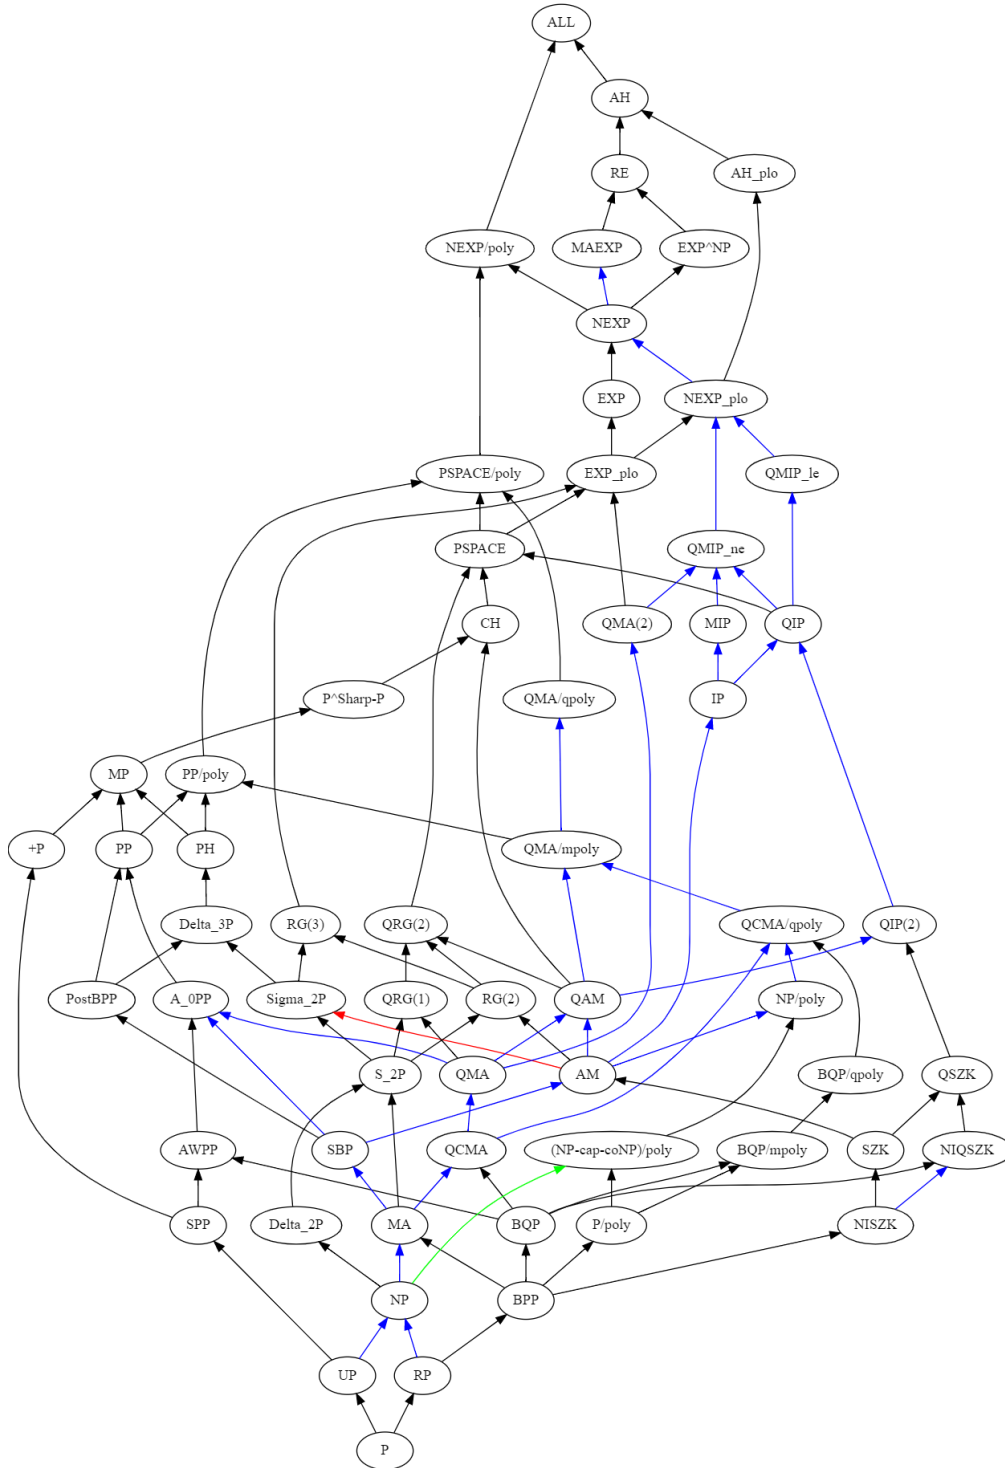 ALL
AH
RE
AH_plo
NEXP/poly
MAEXP
EXP^NP
NEXP
EXP
NEXP_plo
PSPACE/poly
EXP_plo
QMIP_le
PSPACE
QMIP_ne
CH
QMA(2)
MIP
QIP
P^Sharp-P
QMA/qpoly
IP
MP
PP/poly
+P
PP
PH
QMA/mpoly
Delta_3P
RG(3)
QRG(2)
QCMA/qpoly
QIP(2)
PostBPP
A_0PP
Sigma_2P
QRG(1)
RG(2)
QAM
NP/poly
S_2P
QMA
AM
BQP/qpoly
QSZK
AWPP
SBP
QCMA
(NP-cap-coNP)/poly
BQP/mpoly
SZK
NIQSZK
SPP
Delta_2P
MA
BQP
P/poly
NISZK
NP
BPP
UP
RP
P